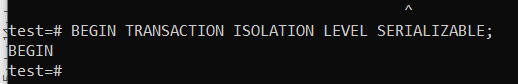 ^
test=# BEGIN TRANSACTION ISOLATION LEVEL SERIALIZABLE;
BEGIN
test=#